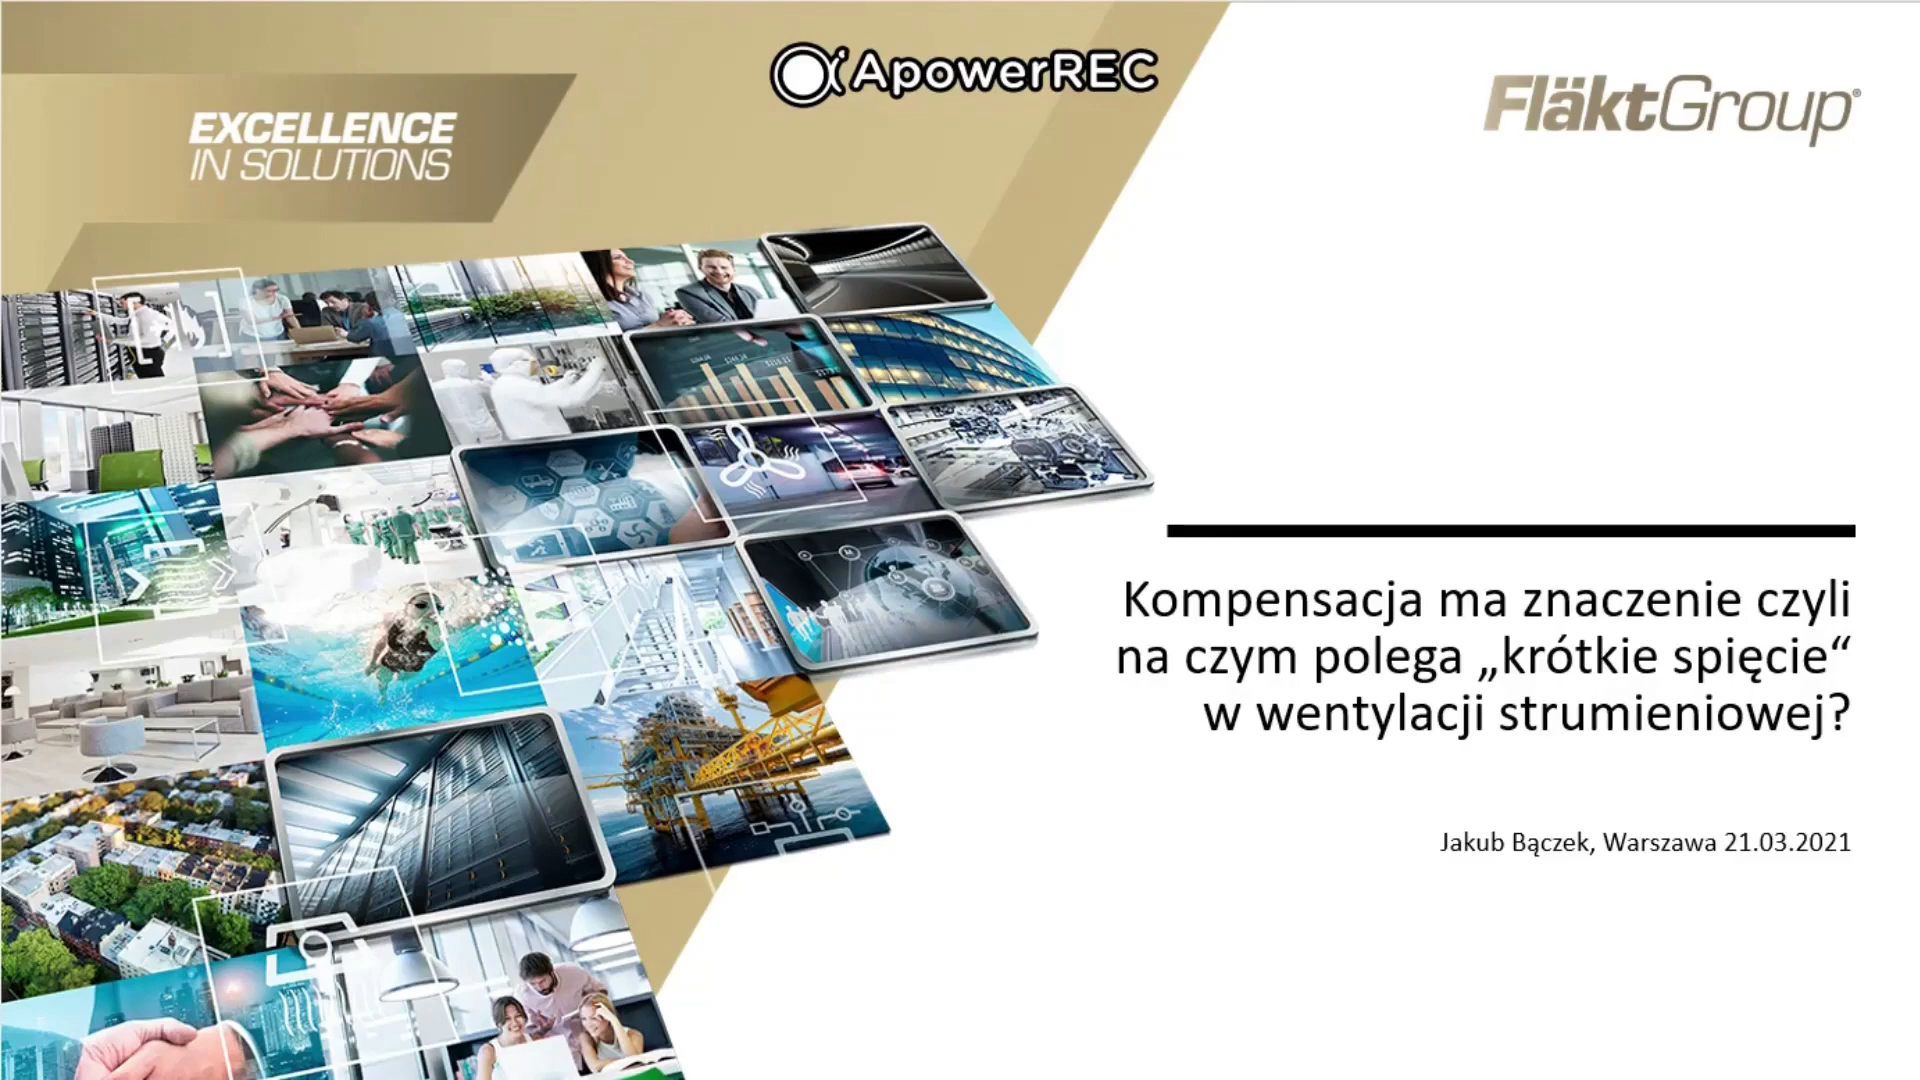 ApowerREC
EXCELLENCE
IN SOLUTIONS
FläktGroup®
Kompensacja ma znaczenie czyli
na czym polega „krótkie spięcie“
w wentylacji strumieniowej?
Jakub Bączek, Warszawa 21.03.2021